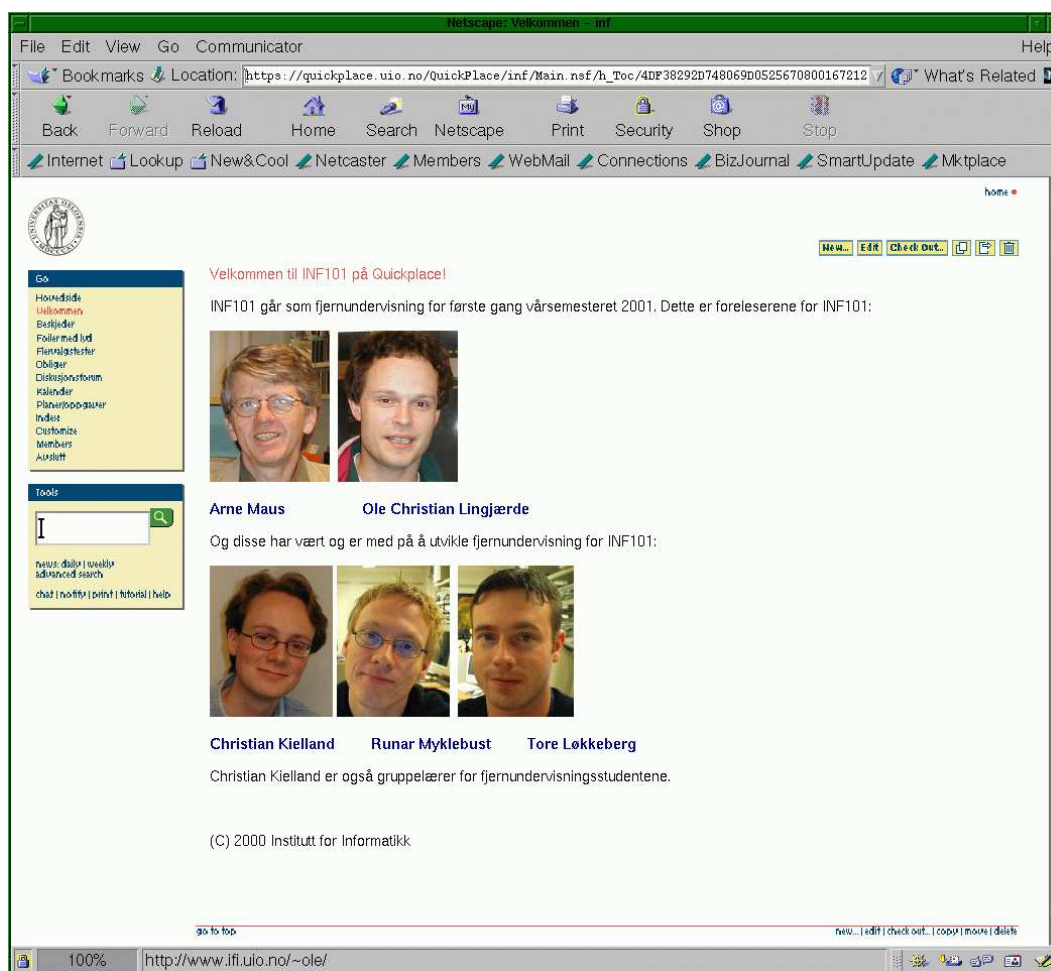 Netscape: Velkommen - inf
File Edit View Go Communicator Help
Bookmarks Location: https://quickplace.uio.no/QuickPlace/inf/Main.nsf/h_Toc/4DF38292D748069D0525670800167212 What's Related
Back Forward Reload Home Search Netscape Print Security Shop Stop
Internet Lookup New&Cool Netcaster Members WebMail Connections BizJournal SmartUpdate Mktplace
home
UNIVERSITAS OSLOENSIS MDCCCXI
New... Edit Check Out...
Go
Hovedside
Velkommen
Beskjeder
Foiler med lyd
Flervalgstester
Obliger
Diskusjonsforum
Kalender
Planer/oppgaver
Index
Customize
Members
Avslutt
Tools
news: daily | weekly
advanced search
chat | notify | print | tutorial | help
Velkommen til INF101 på Quickplace!
INF101 går som fjernundervisning for første gang vårsemesteret 2001. Dette er foreleserene for INF101:
Arne Maus Ole Christian Lingjærde
Og disse har vært og er med på å utvikle fjernundervisning for INF101:
Christian Kielland Runar Myklebust Tore Løkkeberg
Christian Kielland er også gruppelærer for fjernundervisningsstudentene.
(C) 2000 Institutt for Informatikk
go to top new... | edit | check out... | copy | move | delete
100% http://www.ifi.uio.no/~ole/